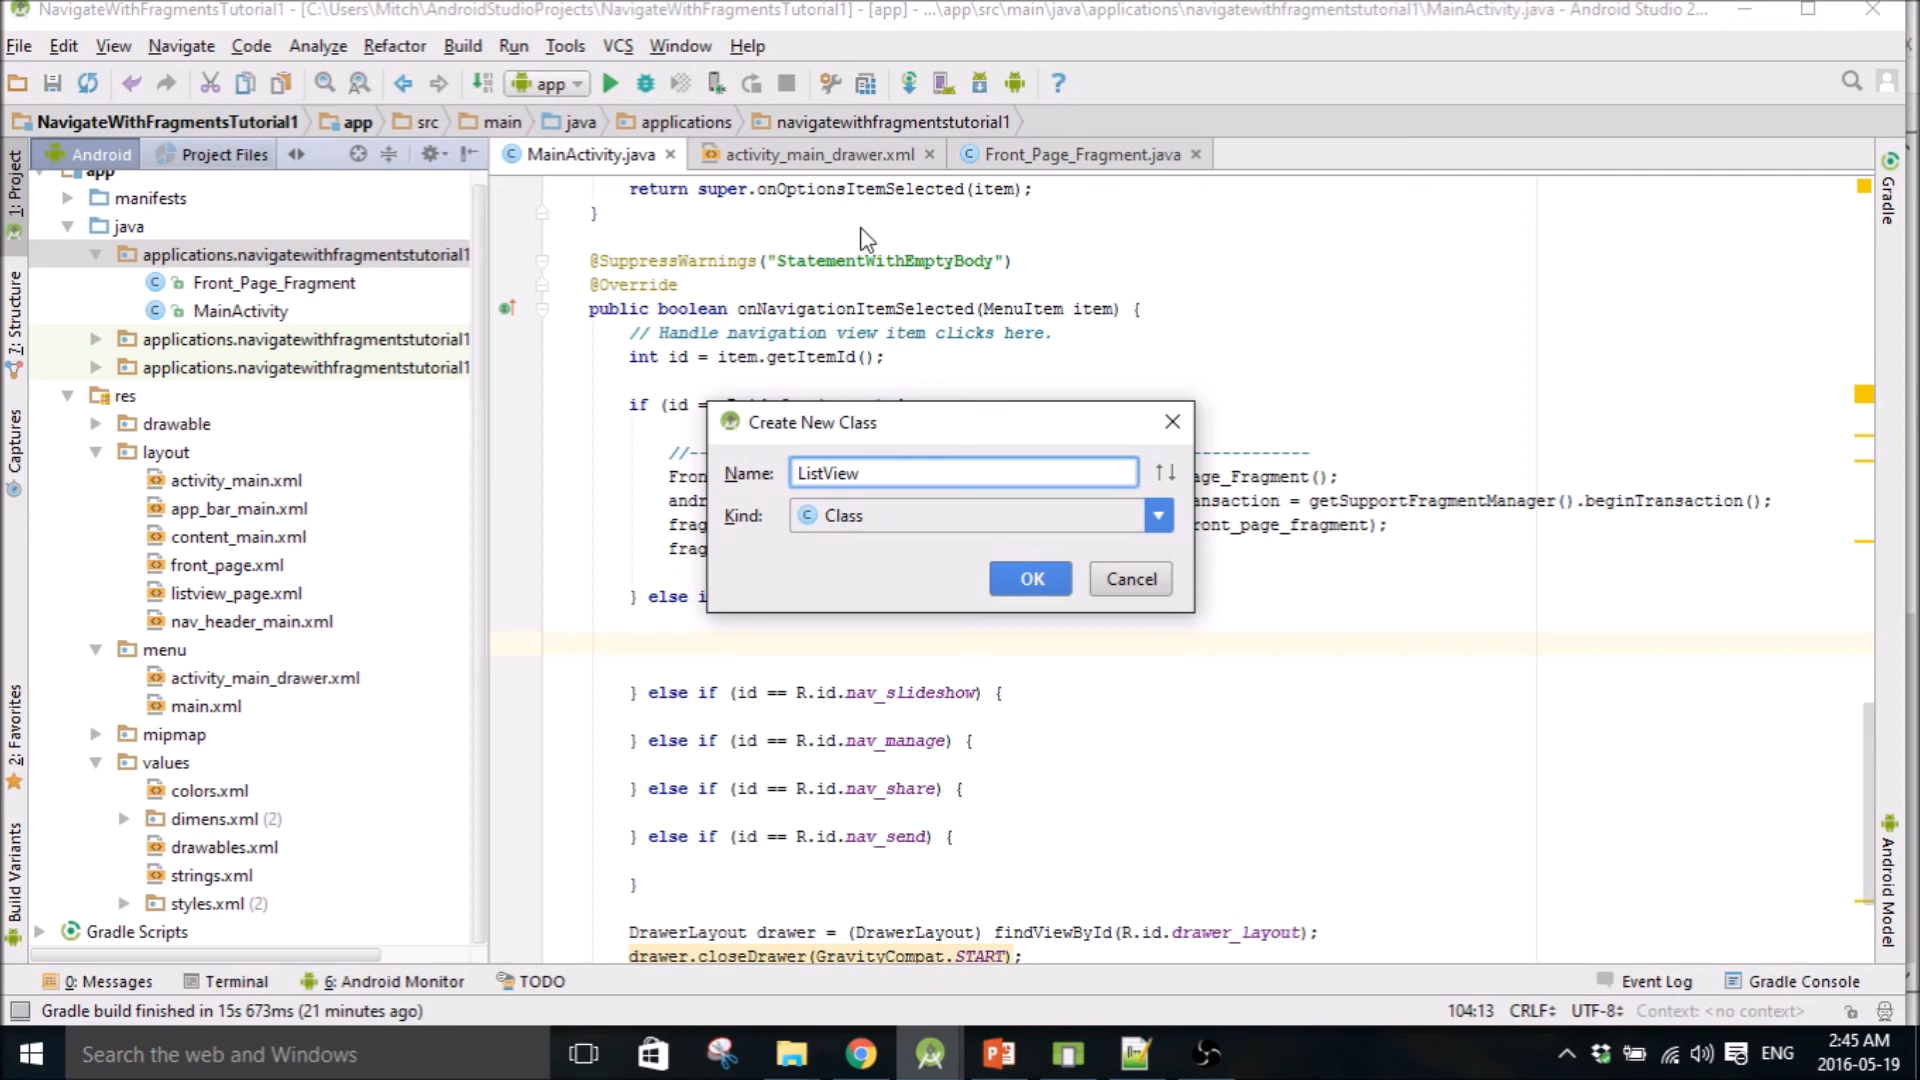 NavigateWithFragmentsTutorial1 - [C:\Users\Mitch\AndroidStudioProjects\NavigateWithFragmentsTutorial1] - [app] - ...\app\src\main\java\applications\navigatewithfragmentstutorial1\MainActivity.java - Android Studio 2...
File Edit View Navigate Code Analyze Refactor Build Run Tools VCS Window Help
app
NavigateWithFragmentsTutorial1 app src main java applications navigatewithfragmentstutorial1
Android Project Files
MainActivity.java activity_main_drawer.xml Front_Page_Fragment.java
1: Project
7: Structure
Captures
2: Favorites
Build Variants
app
manifests
java
applications.navigatewithfragmentstutorial1
Front_Page_Fragment
MainActivity
applications.navigatewithfragmentstutorial1
applications.navigatewithfragmentstutorial1
res
drawable
layout
activity_main.xml
app_bar_main.xml
content_main.xml
front_page.xml
listview_page.xml
nav_header_main.xml
menu
activity_main_drawer.xml
main.xml
mipmap
values
colors.xml
dimens.xml (2)
drawables.xml
strings.xml
styles.xml (2)
Gradle Scripts
return super.onOptionsItemSelected(item);
}
@SuppressWarnings("StatementWithEmptyBody")
@Override
public boolean onNavigationItemSelected(MenuItem item) {
// Handle navigation view item clicks here.
int id = item.getItemId();
if (id =
//-- ----------
Fron age_Fragment();
andr ansaction = getSupportFragmentManager().beginTransaction();
frag ront_page_fragment);
frag
} else i
} else if (id == R.id.nav_slideshow) {
} else if (id == R.id.nav_manage) {
} else if (id == R.id.nav_share) {
} else if (id == R.id.nav_send) {
}
DrawerLayout drawer = (DrawerLayout) findViewById(R.id.drawer_layout);
drawer.closeDrawer(GravityCompat.START);
Create New Class
Name: ListView
Kind: Class
OK Cancel
Gradle
Android Model
0: Messages Terminal 6: Android Monitor TODO Event Log Gradle Console
Gradle build finished in 15s 673ms (21 minutes ago) 104:13 CRLF UTF-8 Context: <no context>
Search the web and Windows
ENG
2:45 AM
2016-05-19